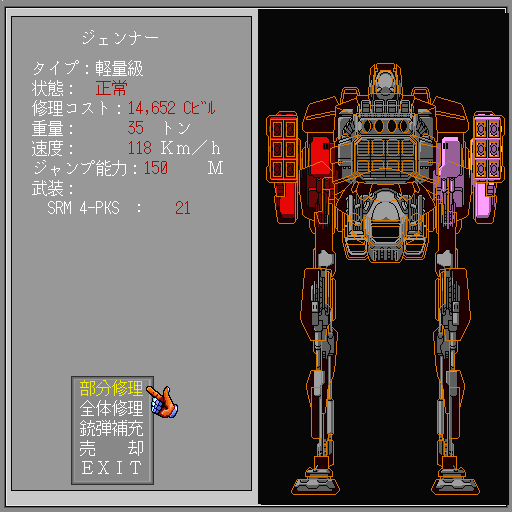 ジェンナー
タイプ：軽量級
状態： 正常
修理コスト：14,652 Cﾋﾞﾙ
重量： 35 トン
速度： 118 Ｋｍ／ｈ
ジャンプ能力：150 Ｍ
武装：
SRM 4-PKS ： 21
部分修理
全体修理
銃弾補充
売 却
ＥＸＩＴ